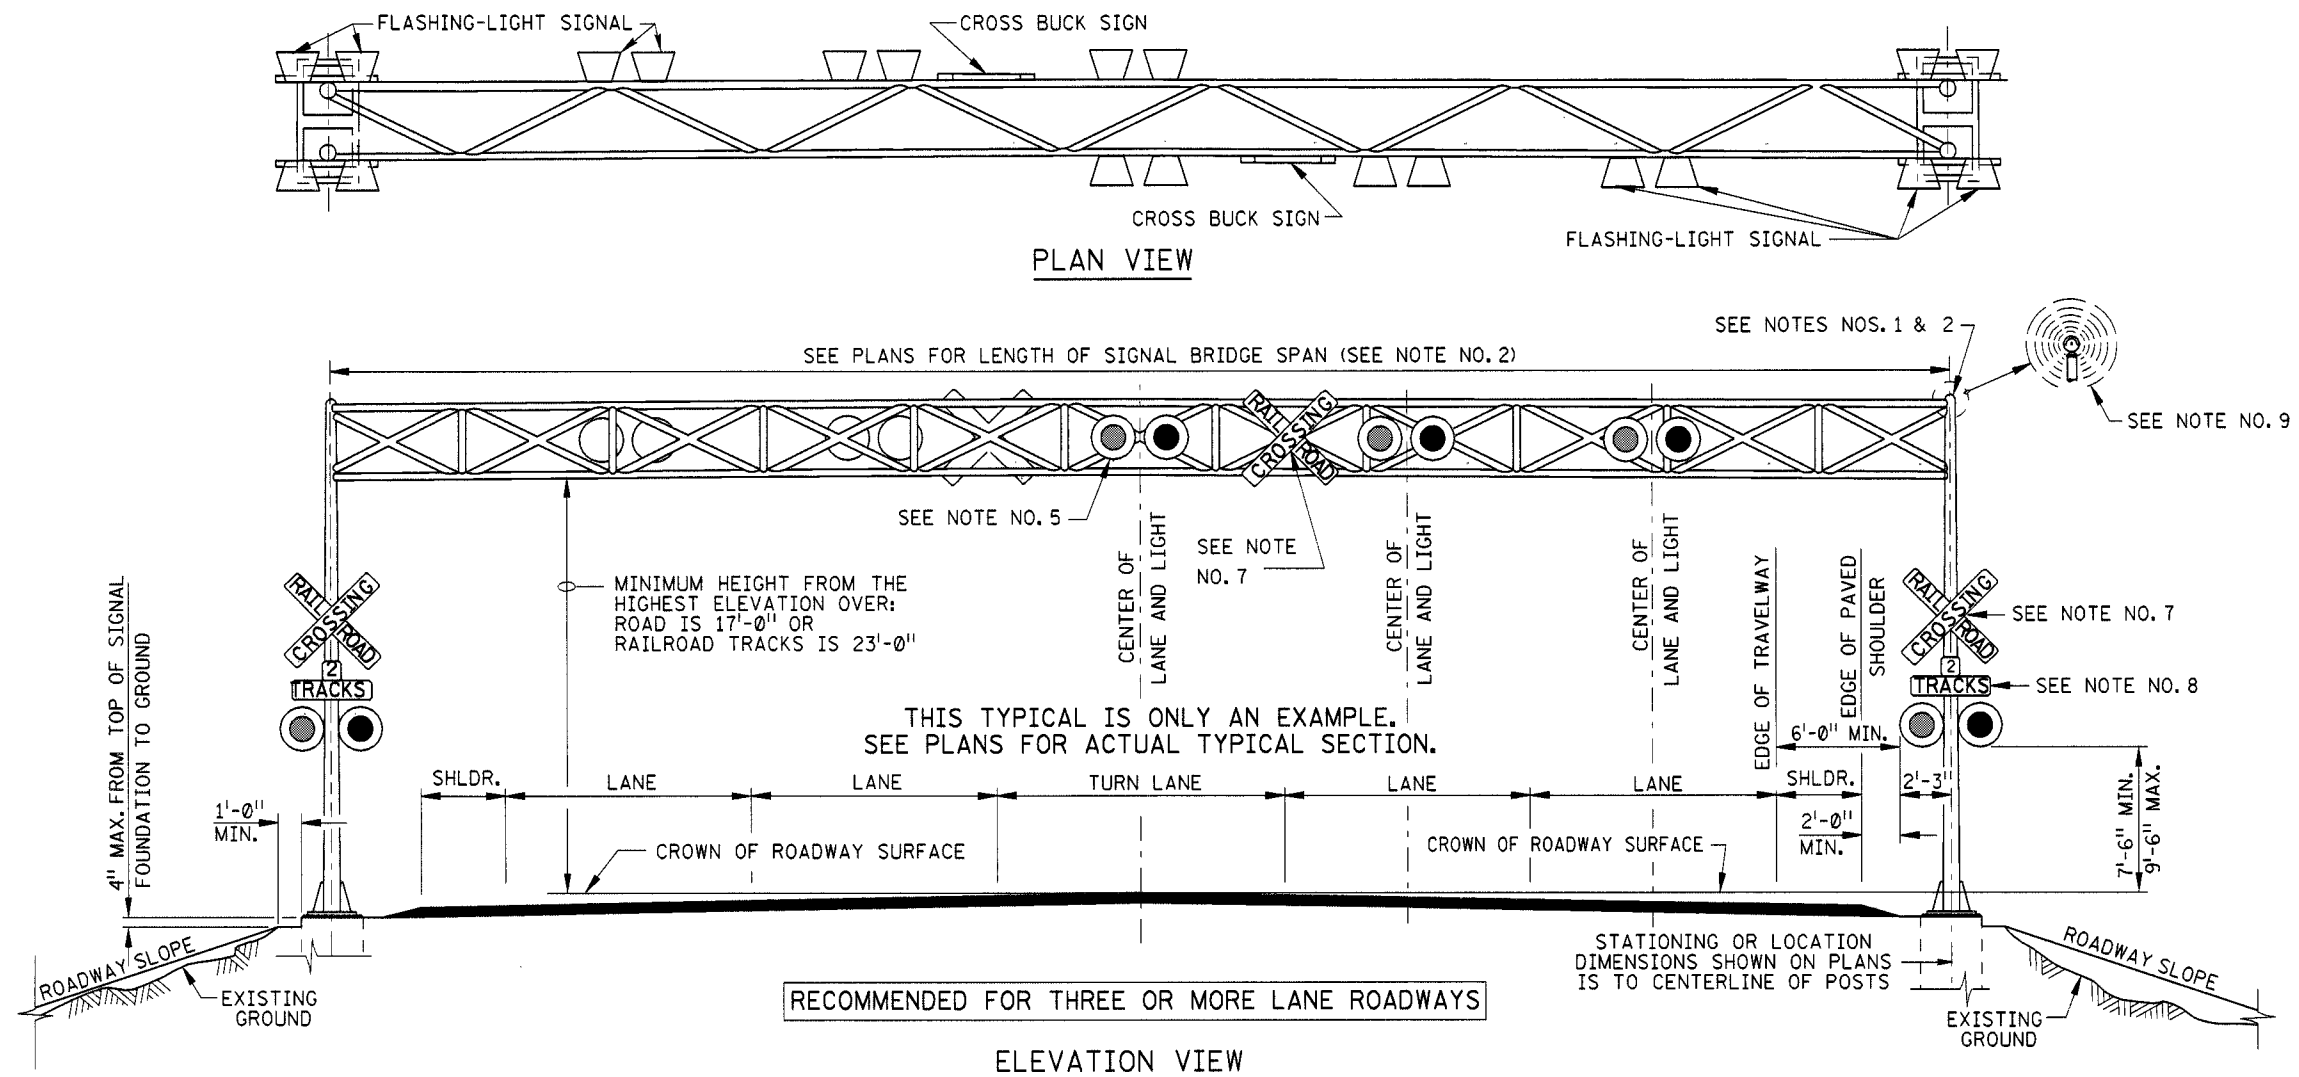 FLASHING-LIGHT SIGNAL
CROSS BUCK SIGN
CROSS BUCK SIGN
FLASHING-LIGHT SIGNAL
PLAN VIEW
SEE NOTES NOS. 1 & 2
SEE PLANS FOR LENGTH OF SIGNAL BRIDGE SPAN (SEE NOTE NO. 2)
SEE NOTE NO. 9
RAIL ROAD
CROSSING
SEE NOTE NO. 5
SEE NOTE
NO. 7
CENTER OF
LANE AND LIGHT
CENTER OF
LANE AND LIGHT
CENTER OF
LANE AND LIGHT
EDGE OF TRAVELWAY
EDGE OF PAVED
SHOULDER
MINIMUM HEIGHT FROM THE
HIGHEST ELEVATION OVER:
ROAD IS 17'-0" OR
RAILROAD TRACKS IS 23'-0"
4" MAX. FROM TOP OF SIGNAL
FOUNDATION TO GROUND
RAIL ROAD
CROSSING
2
TRACKS
RAIL ROAD
CROSSING
SEE NOTE NO. 7
2
TRACKS
SEE NOTE NO. 8
THIS TYPICAL IS ONLY AN EXAMPLE.
SEE PLANS FOR ACTUAL TYPICAL SECTION.
6'-0" MIN.
SHLDR.
LANE
LANE
TURN LANE
LANE
LANE
SHLDR.
2'-3"
7'-6" MIN.
9'-6" MAX.
1'-0"
MIN.
2'-0"
MIN.
CROWN OF ROADWAY SURFACE
CROWN OF ROADWAY SURFACE
ROADWAY SLOPE
EXISTING
GROUND
STATIONING OR LOCATION
DIMENSIONS SHOWN ON PLANS
IS TO CENTERLINE OF POSTS
ROADWAY SLOPE
EXISTING
GROUND
RECOMMENDED FOR THREE OR MORE LANE ROADWAYS
ELEVATION VIEW